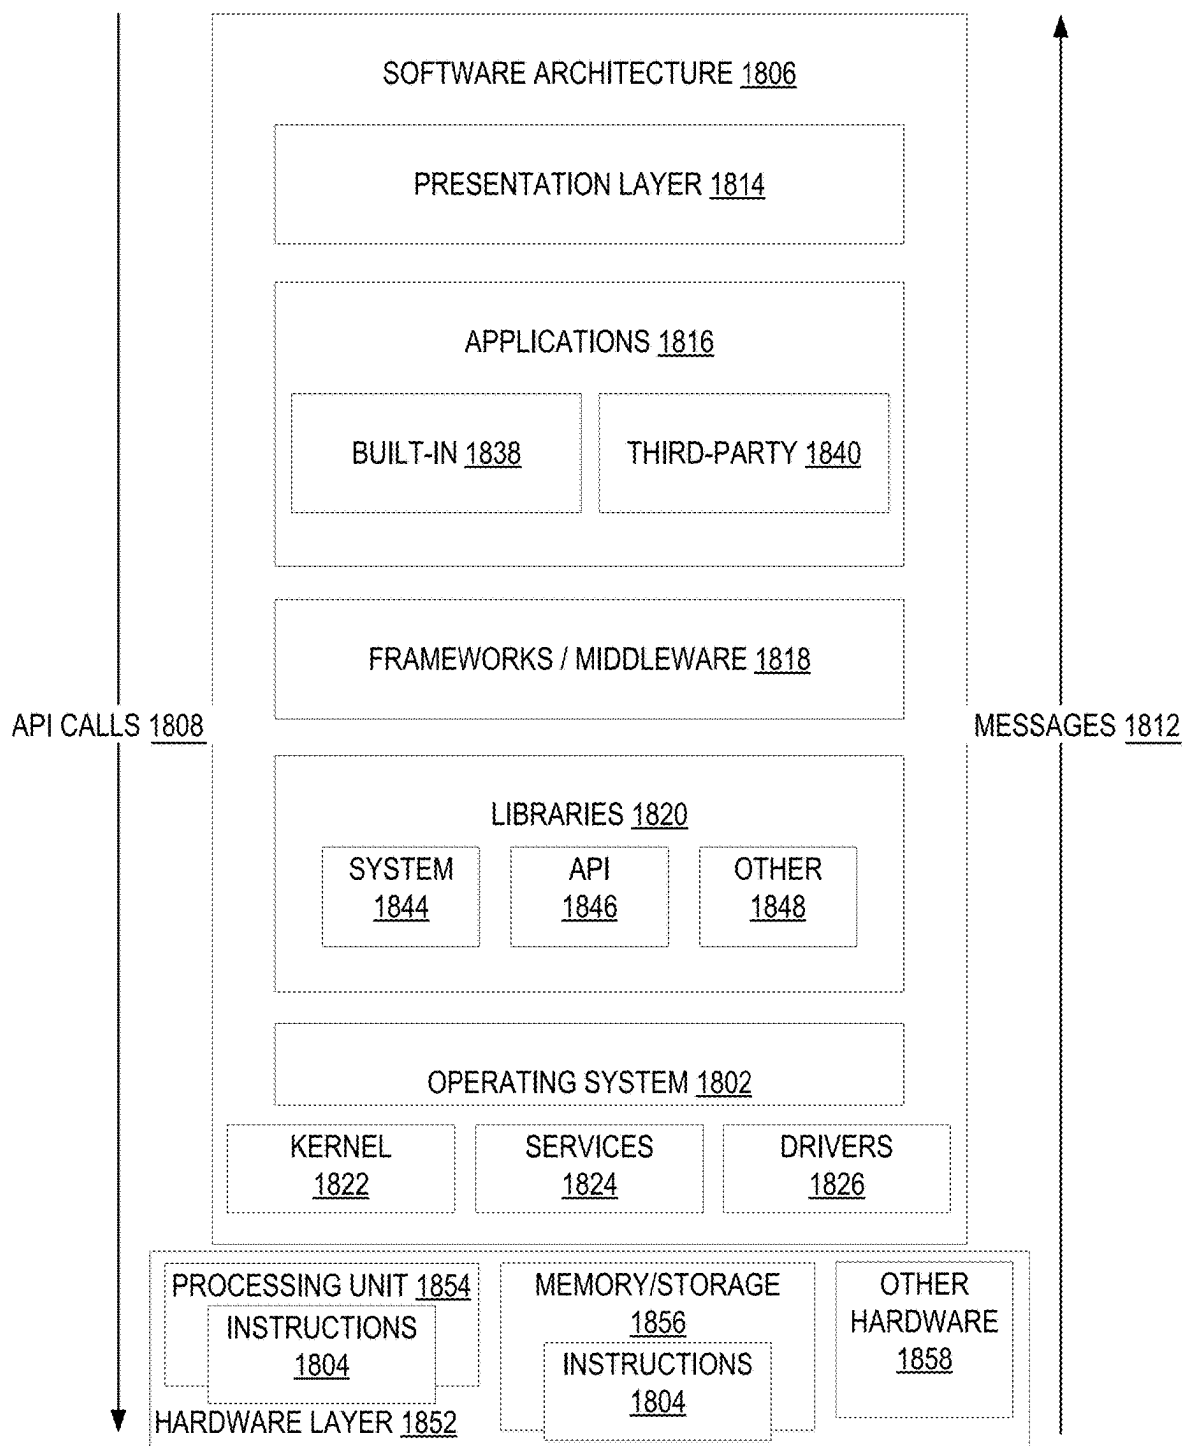 SOFTWARE ARCHITECTURE 1806
PRESENTATION LAYER 1814
APPLICATIONS 1816
BUILT-IN 1838
THIRD-PARTY 1840
FRAMEWORKS / MIDDLEWARE 1818
API CALLS 1808
MESSAGES 1812
LIBRARIES 1820
SYSTEM
1844
API
1846
OTHER
1848
OPERATING SYSTEM 1802
KERNEL
1822
SERVICES
1824
DRIVERS
1826
PROCESSING UNIT 1854
INSTRUCTIONS
1804
MEMORY/STORAGE
1856
INSTRUCTIONS
1804
OTHER
HARDWARE
1858
HARDWARE LAYER 1852